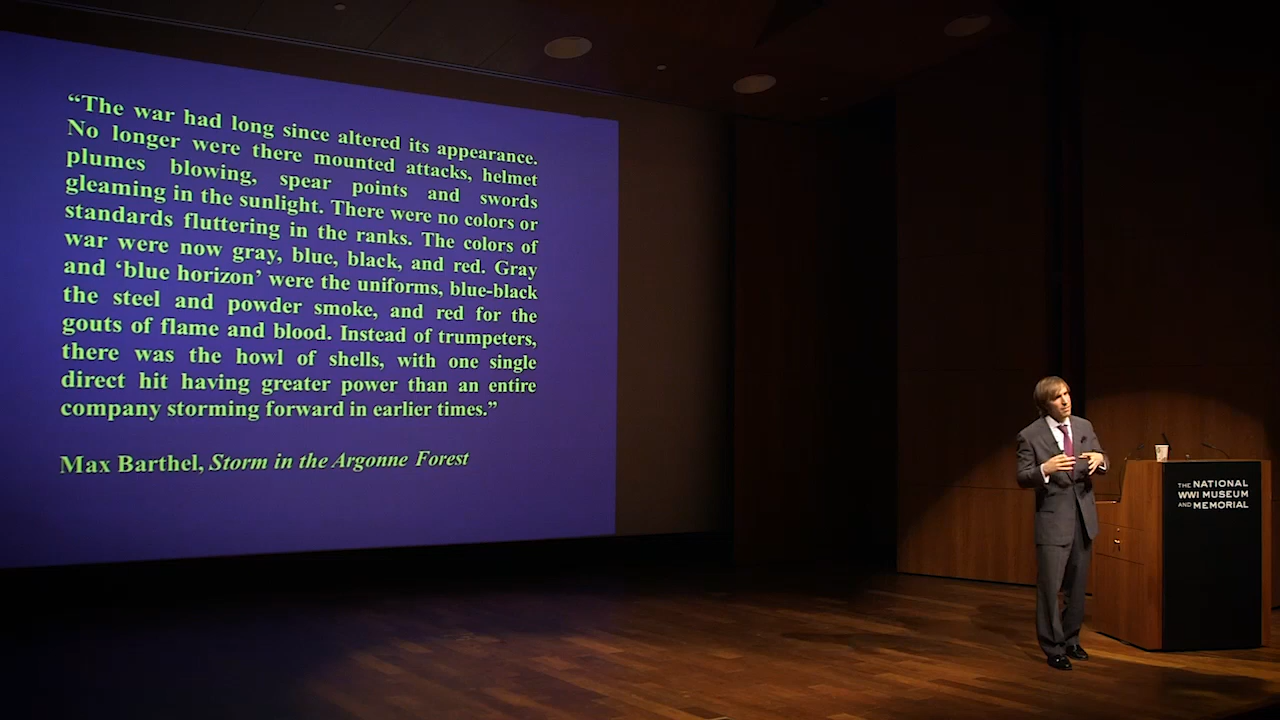 “The war had long since altered its appearance.
No longer were there mounted attacks, helmet
plumes blowing, spear points and swords
gleaming in the sunlight. There were no colors or
standards fluttering in the ranks. The colors of
war were now gray, blue, black, and red. Gray
and ‘blue horizon’ were the uniforms, blue-black
the steel and powder smoke, and red for the
gouts of flame and blood. Instead of trumpeters,
there was the howl of shells, with one single
direct hit having greater power than an entire
company storming forward in earlier times.”
Max Barthel, Storm in the Argonne Forest
THE NATIONAL
WWI MUSEUM
AND MEMORIAL